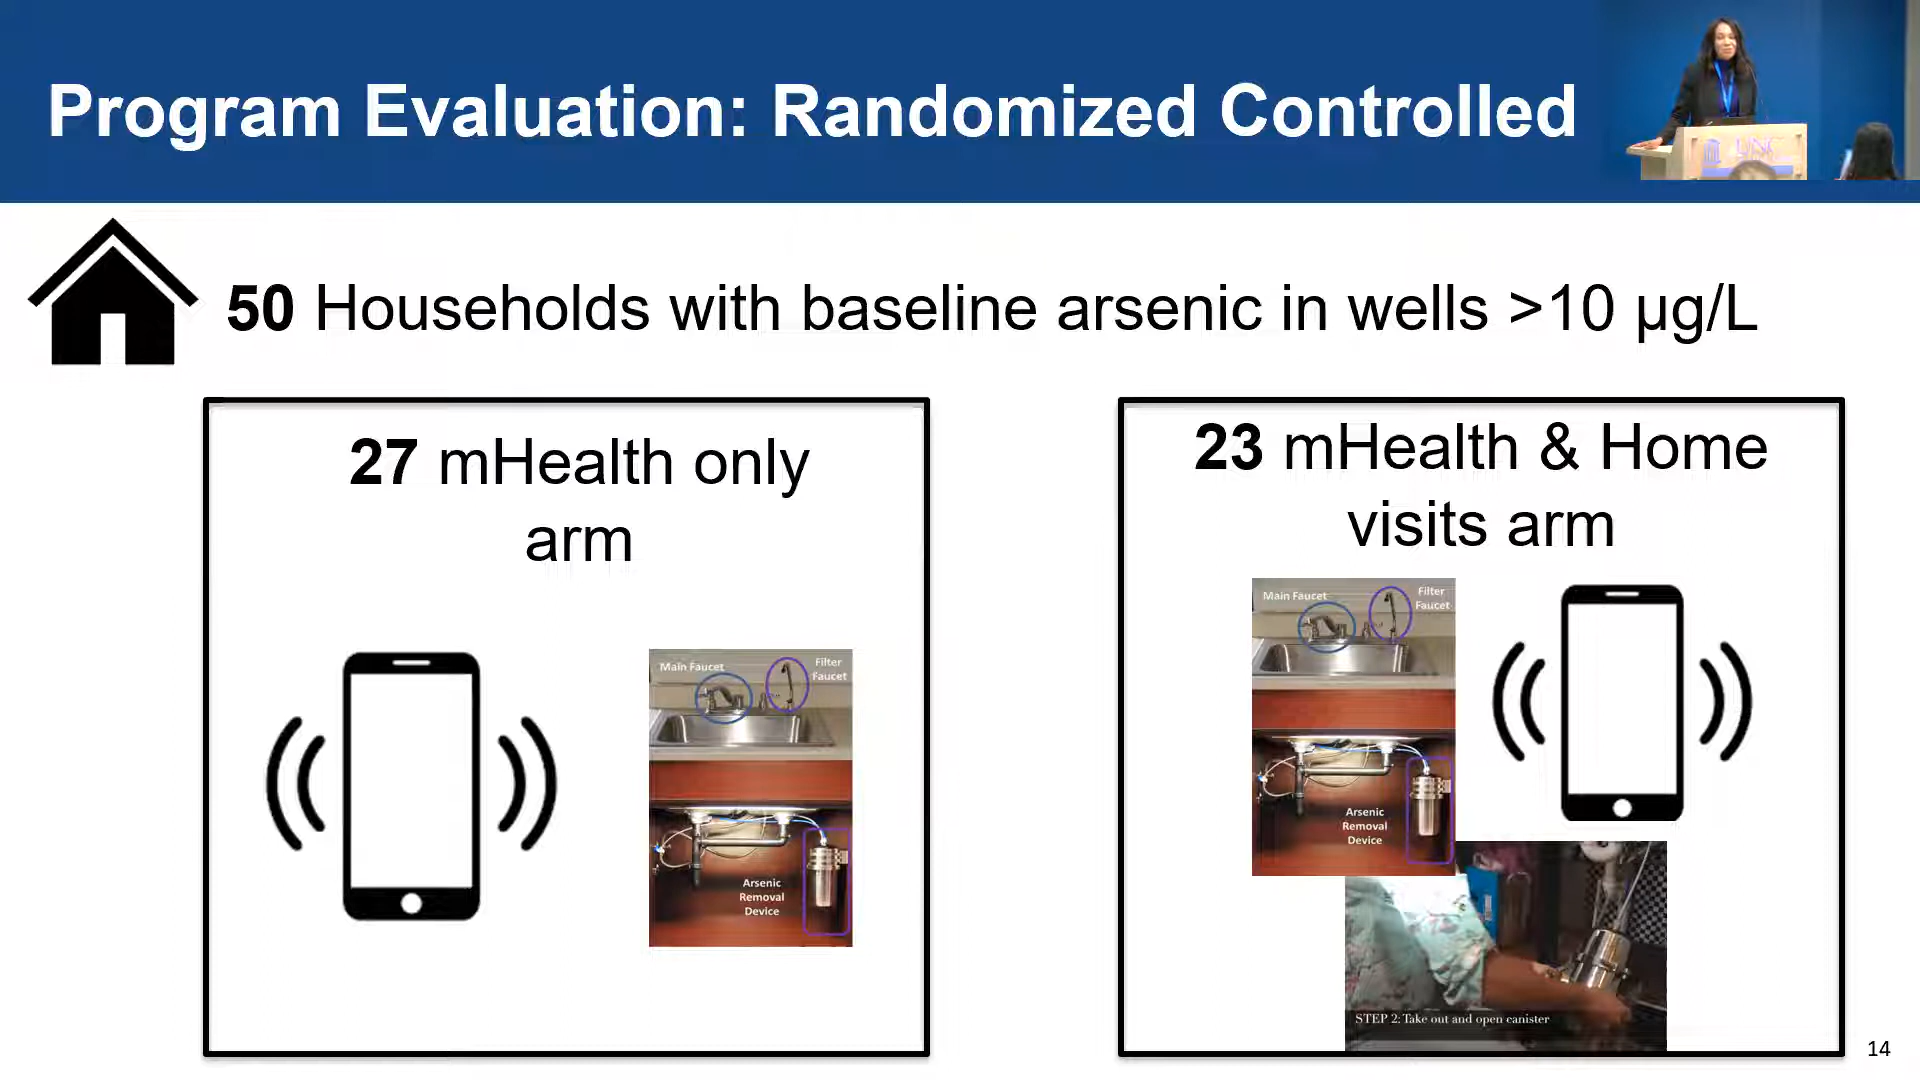 Program Evaluation: Randomized Controlled
UNC
50 Households with baseline arsenic in wells >10 µg/L
27 mHealth only
arm
Main Faucet
Filter
Faucet
Arsenic
Removal
Device
23 mHealth & Home
visits arm
Main Faucet
Filter
Faucet
Arsenic
Removal
Device
STEP 2: Take out and open canister
14